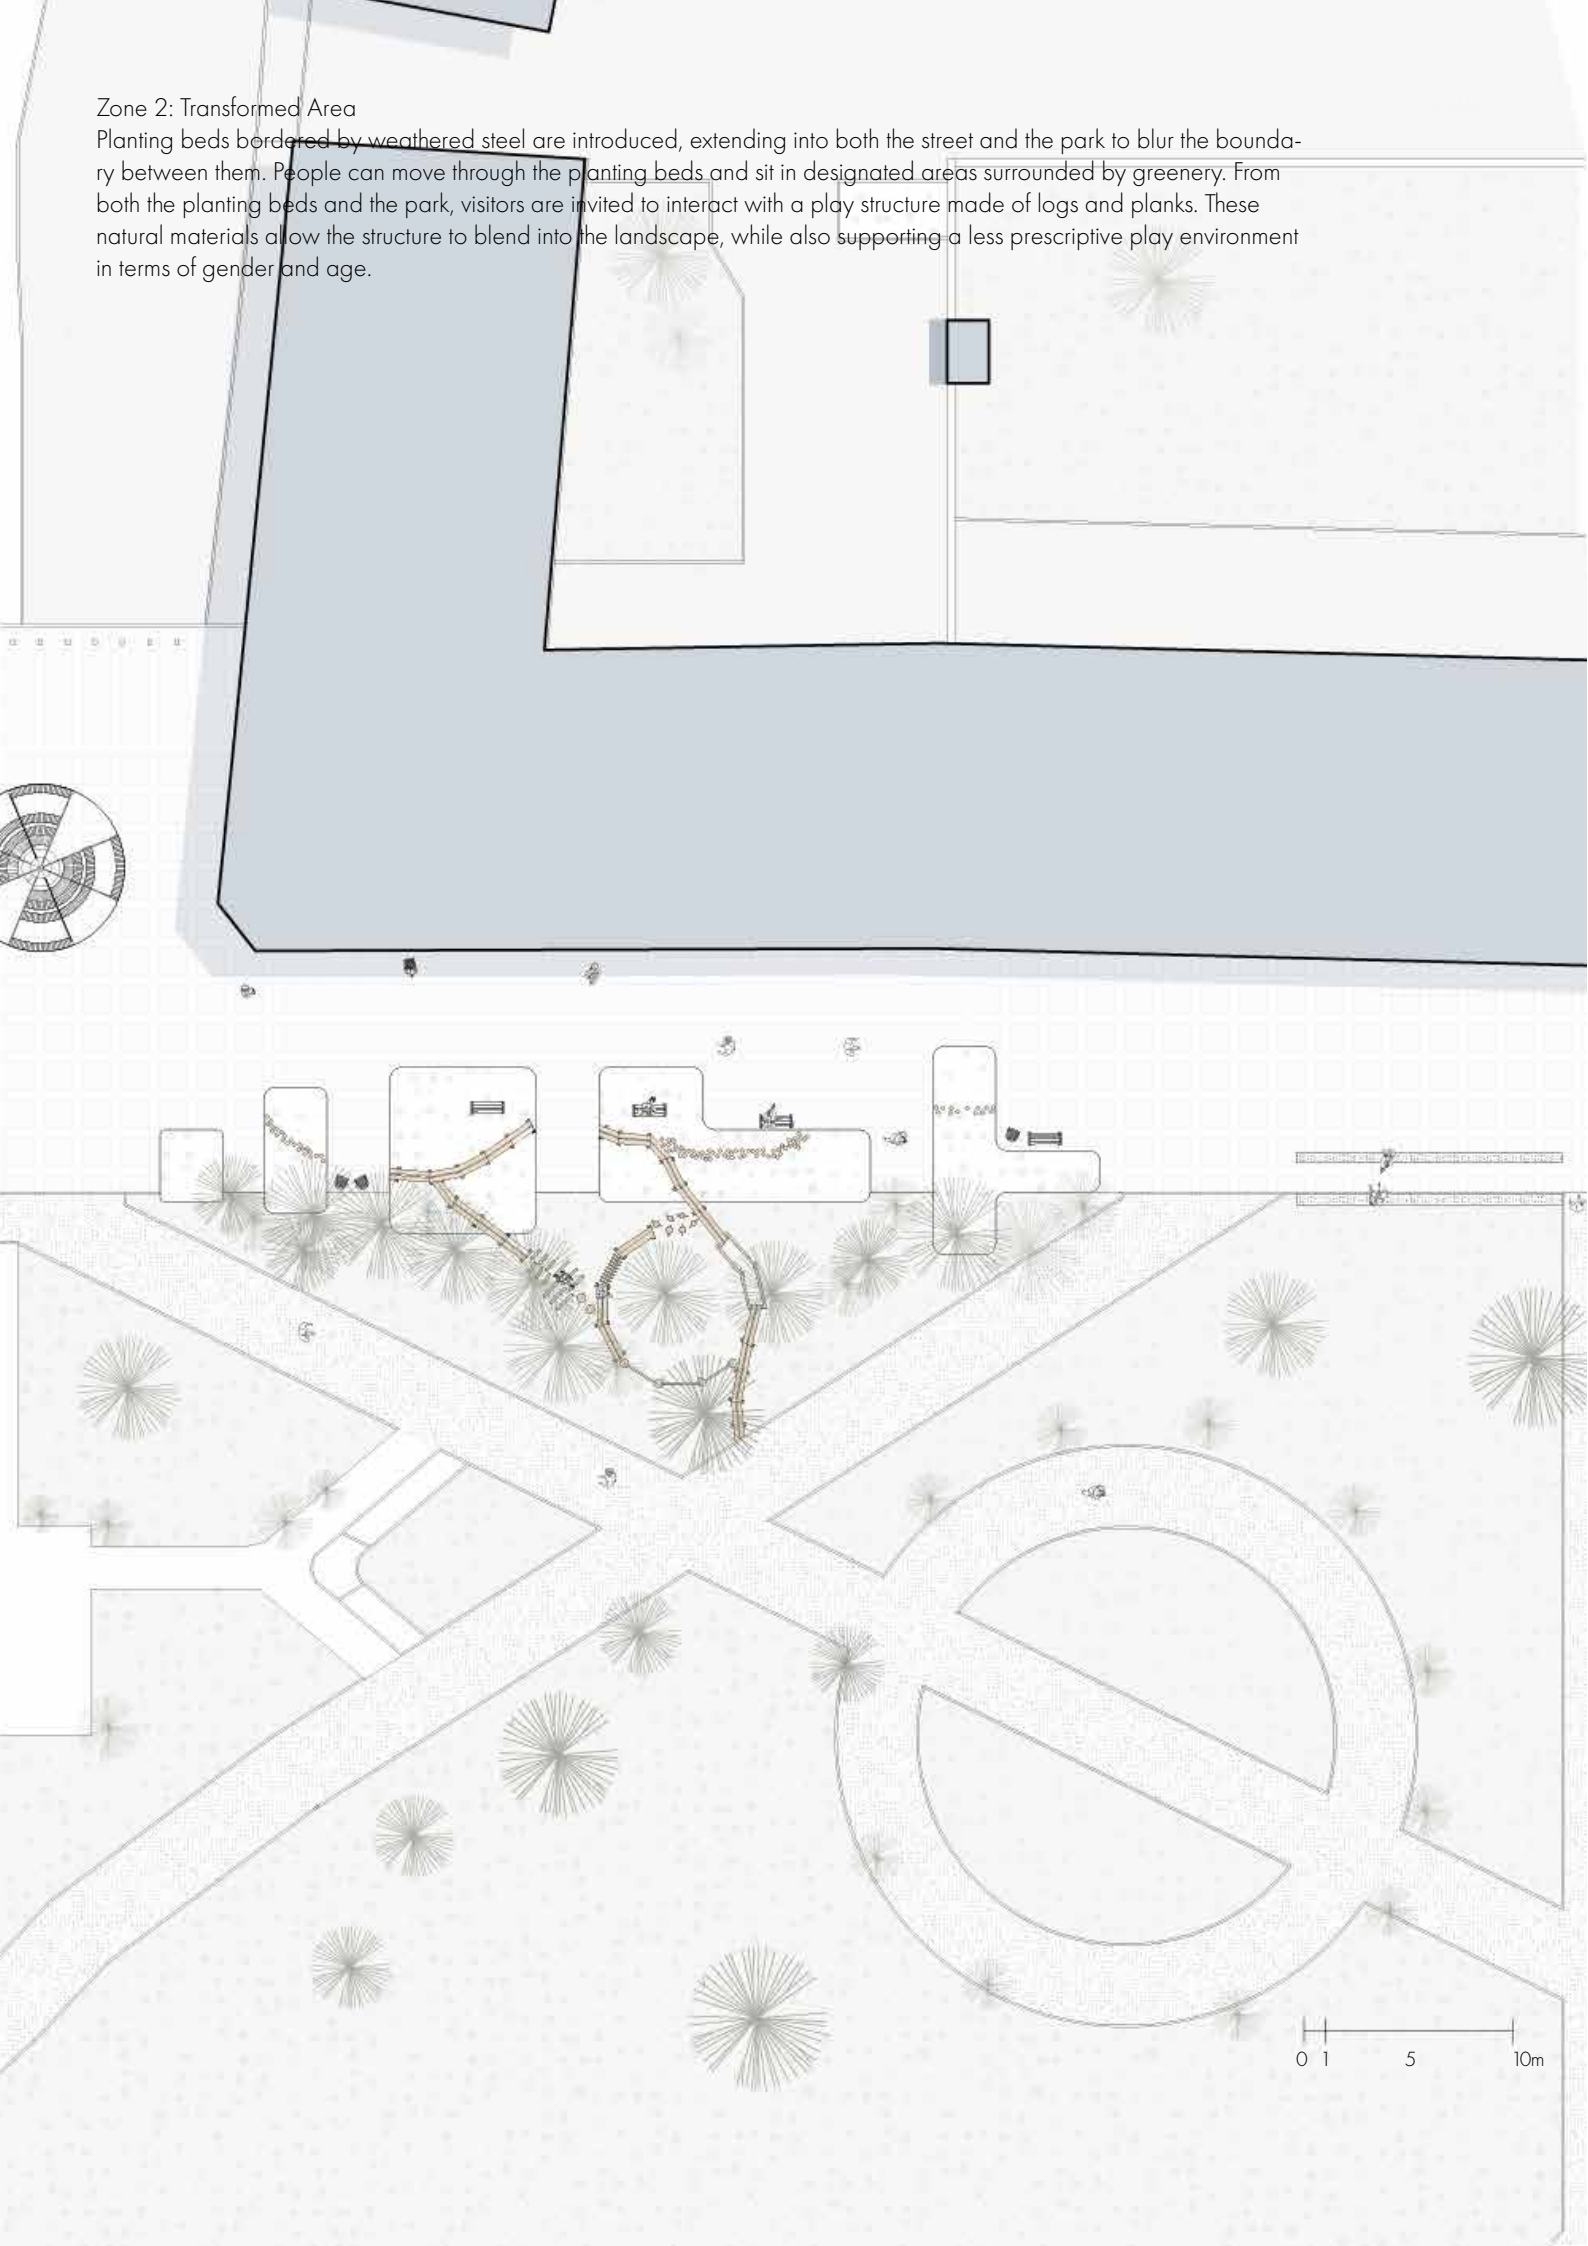 Zone 2: Transformed Area
Planting beds bordered by weathered steel are introduced, extending into both the street and the park to blur the bounda-
ry between them. People can move through the planting beds and sit in designated areas surrounded by greenery. From
both the planting beds and the park, visitors are invited to interact with a play structure made of logs and planks. These
natural materials allow the structure to blend into the landscape, while also supporting a less prescriptive play environment
in terms of gender and age.
0 1 5 10m